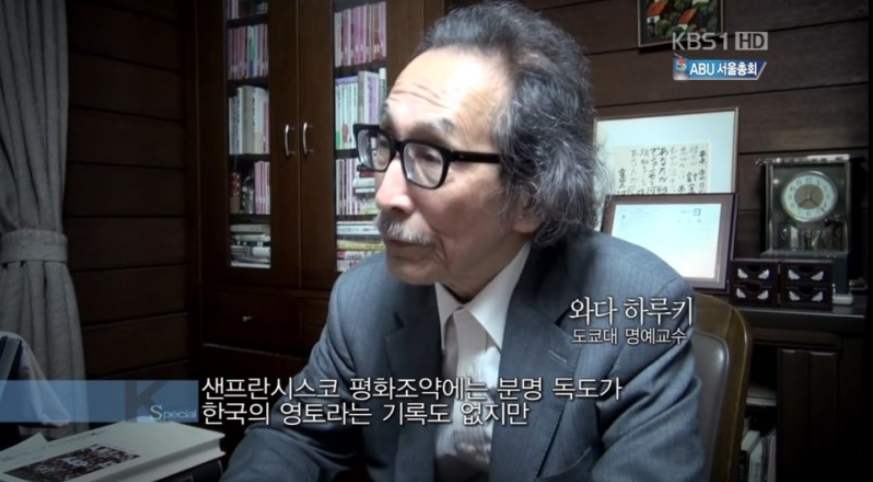 KBS1 HD
ABU 서울총회
와다 하루키
도쿄대 명예교수
K Special
샌프란시스코 평화조약에는 분명 독도가
한국의 영토라는 기록도 없지만